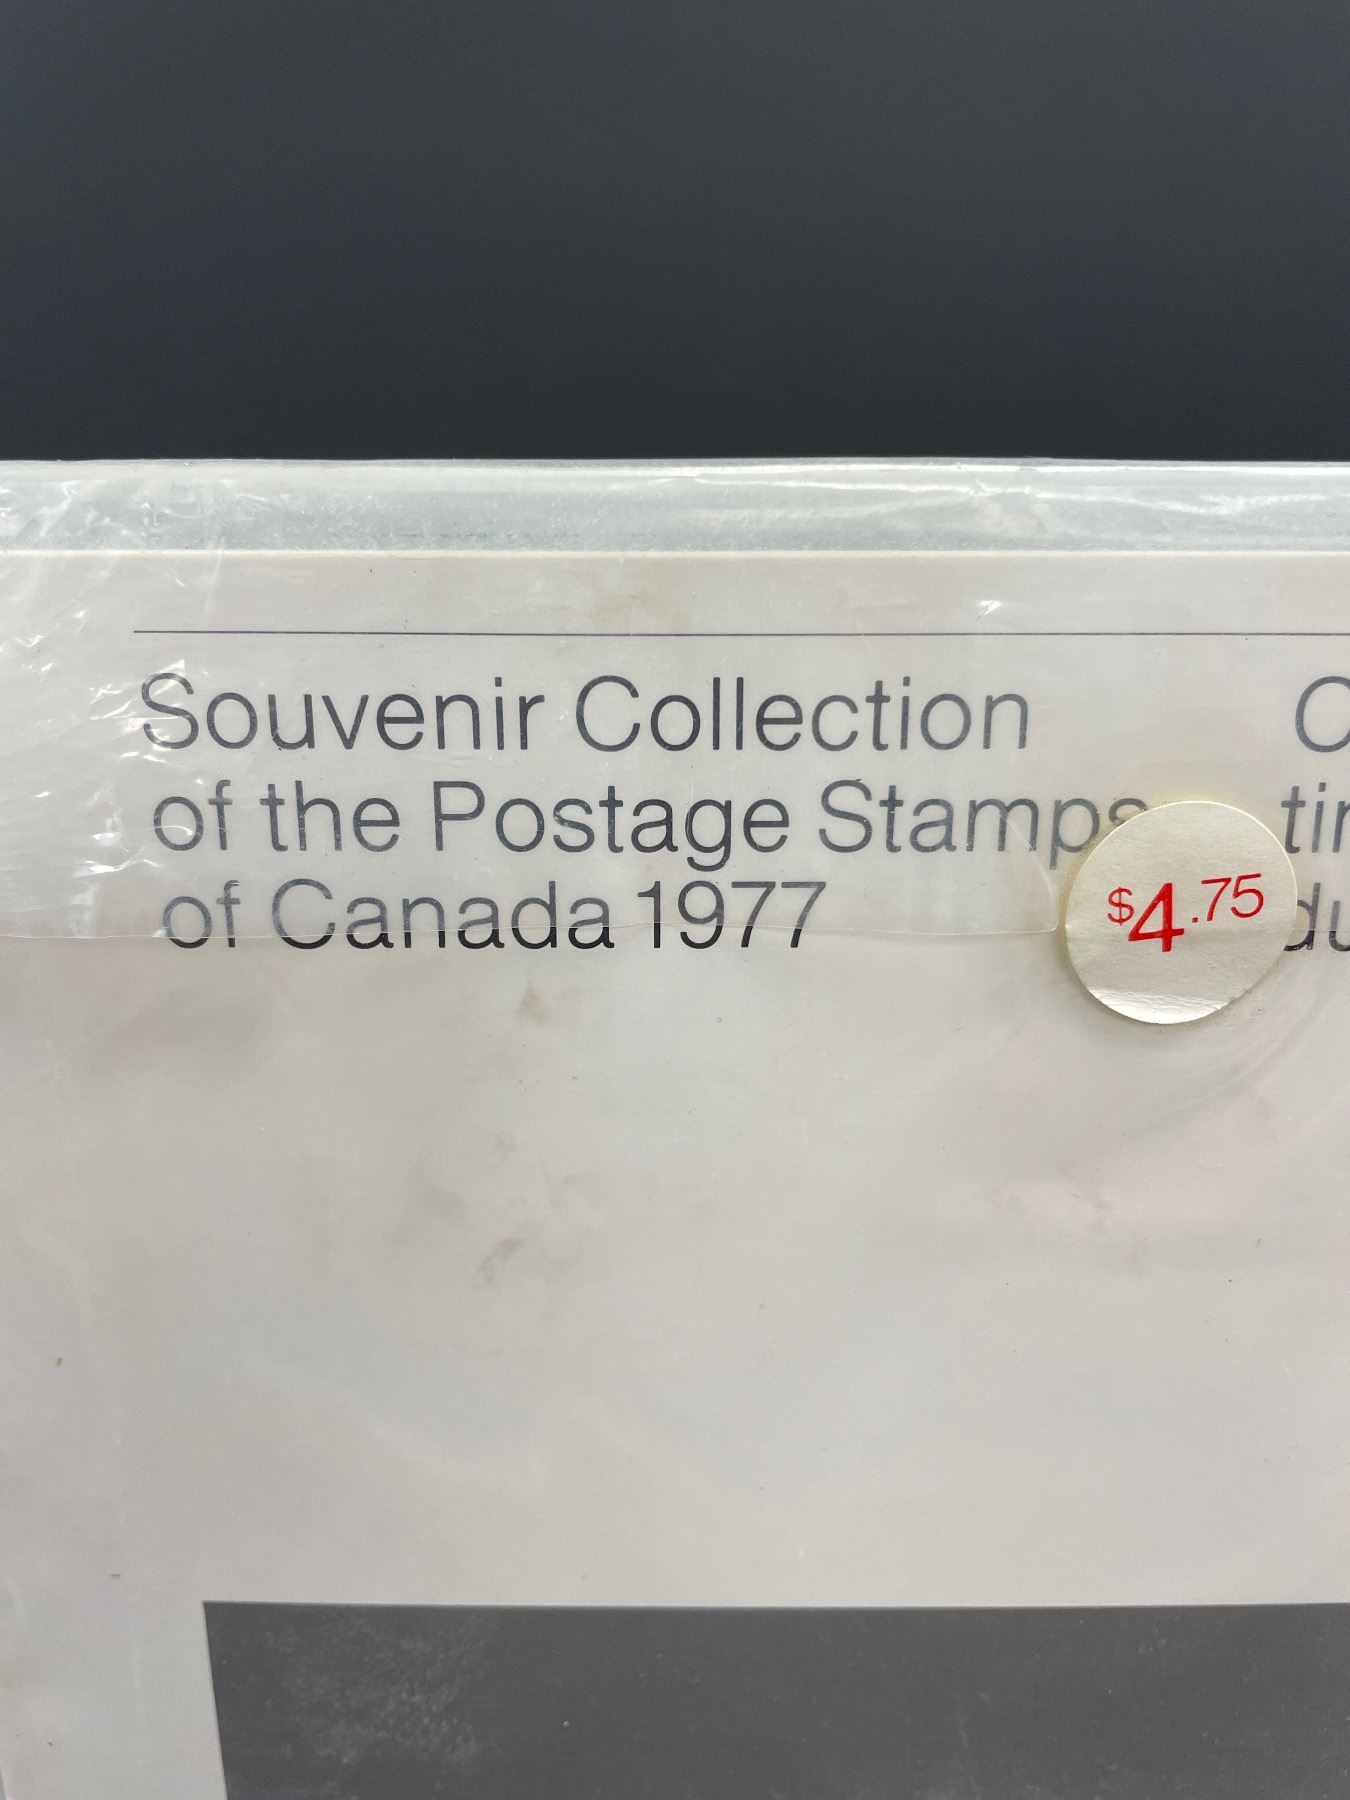 Souvenir Collection
of the Postage Stamps
of Canada 1977
$4.75